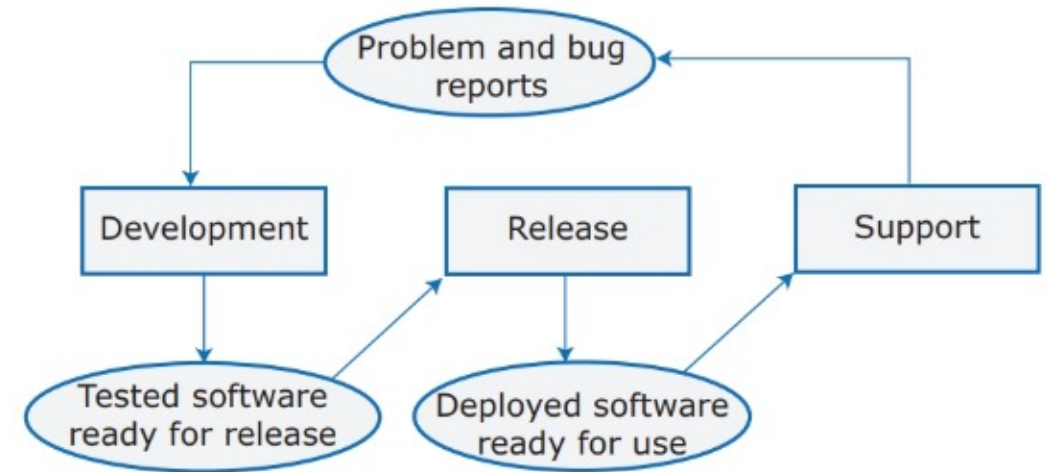 Problem and bug
reports
Development
Release
Support
Tested software
ready for release
Deployed software
ready for use